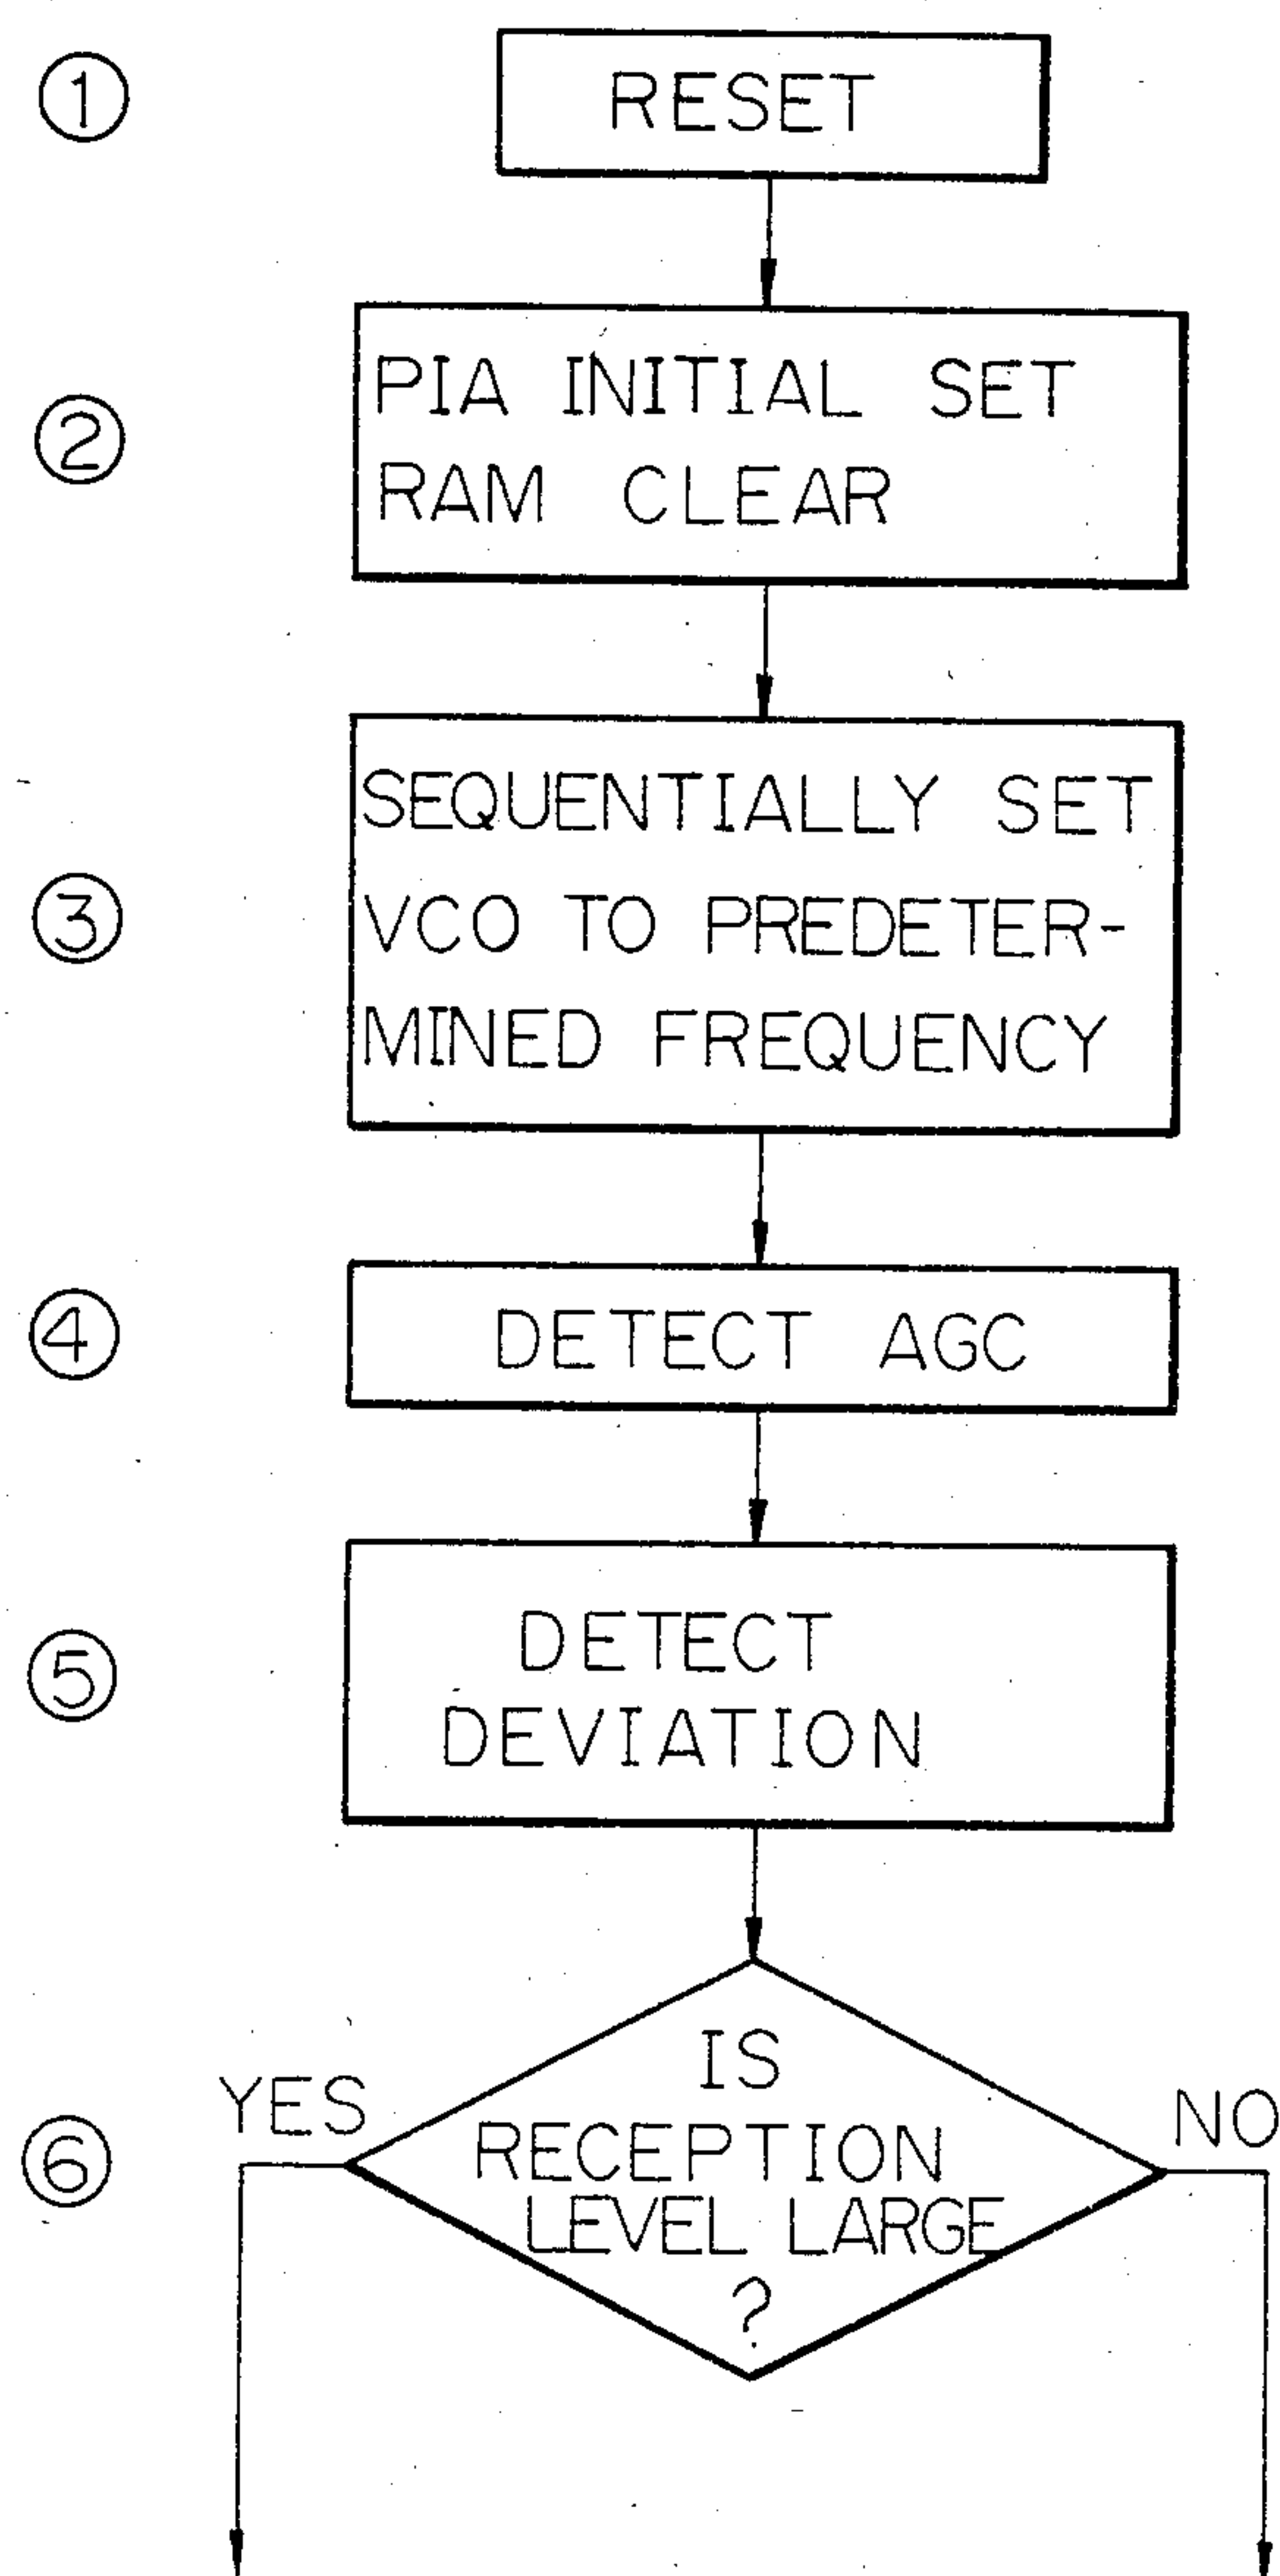 ①
RESET
②
PIA INITIAL SET
RAM CLEAR
③
SEQUENTIALLY SET
VCO TO PREDETER-
MINED FREQUENCY
④
DETECT AGC
⑤
DETECT
DEVIATION
⑥
YES
IS
RECEPTION
LEVEL LARGE
?
NO